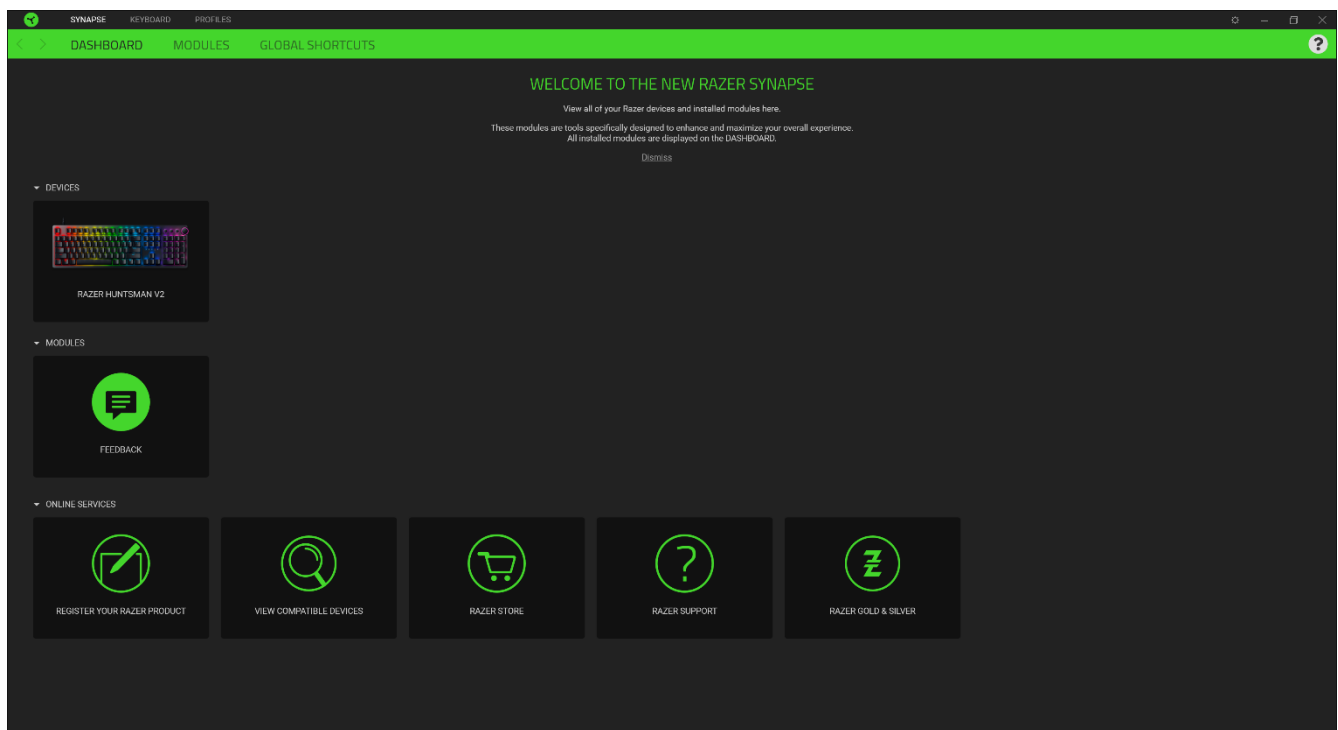 SYNAPSE KEYBOARD PROFILES
DASHBOARD MODULES GLOBAL SHORTCUTS
WELCOME TO THE NEW RAZER SYNAPSE
View all of your Razer devices and installed modules here.
These modules are tools specifically designed to enhance and maximize your overall experience.
All installed modules are displayed on the DASHBOARD.
Dismiss
DEVICES
RAZER HUNTSMAN V2
MODULES
FEEDBACK
ONLINE SERVICES
REGISTER YOUR RAZER PRODUCT VIEW COMPATIBLE DEVICES RAZER STORE RAZER SUPPORT RAZER GOLD & SILVER